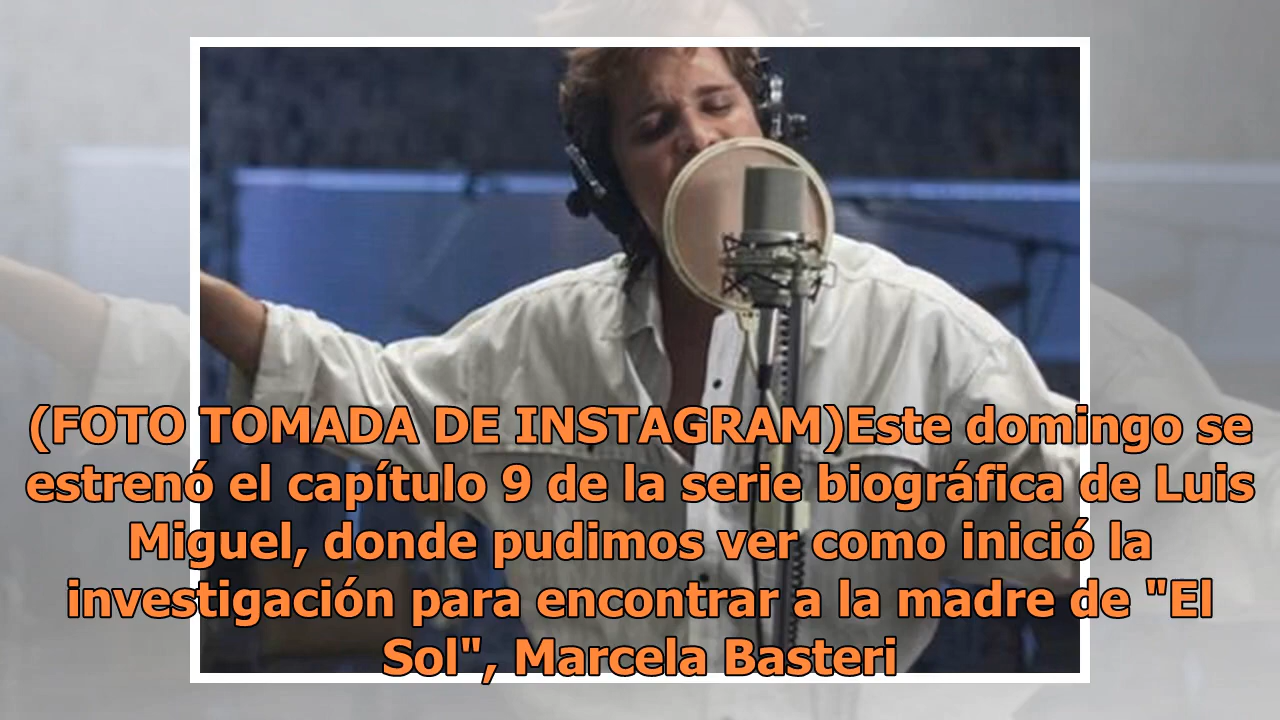 (FOTO TOMADA DE INSTAGRAM)Este domingo se
estrenó el capítulo 9 de la serie biográfica de Luis
Miguel, donde pudimos ver como inició la
investigación para encontrar a la madre de "El
Sol", Marcela Basteri